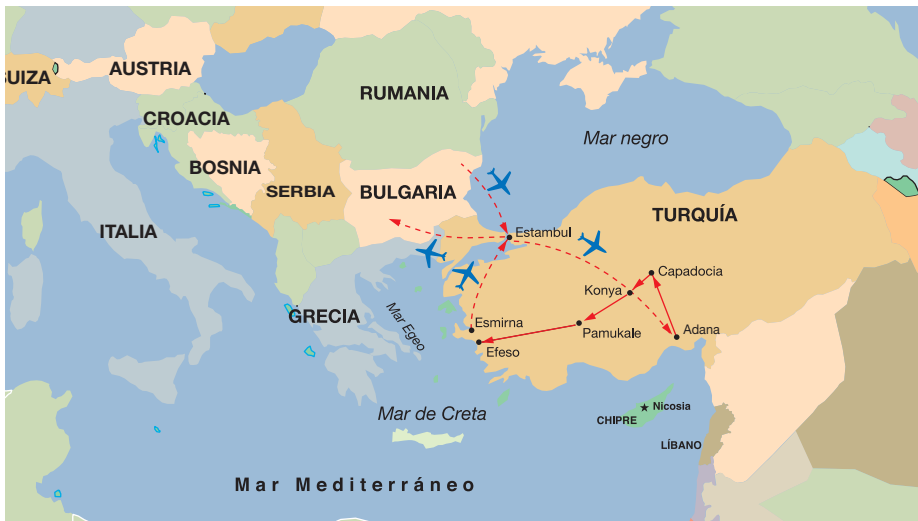 AUSTRIA
UIZA
RUMANIA
CROACIA
Mar negro
BOSNIA
SERBIA
BULGARIA
TURQUÍA
ITALIA
Estambul
Capadocia
Konya
GRECIA
Mar Egeo
Esmirna
Pamukale
Adana
Efeso
Mar de Creta
Nicosia
CHIPRE
LÍBANO
Mar Mediterráneo